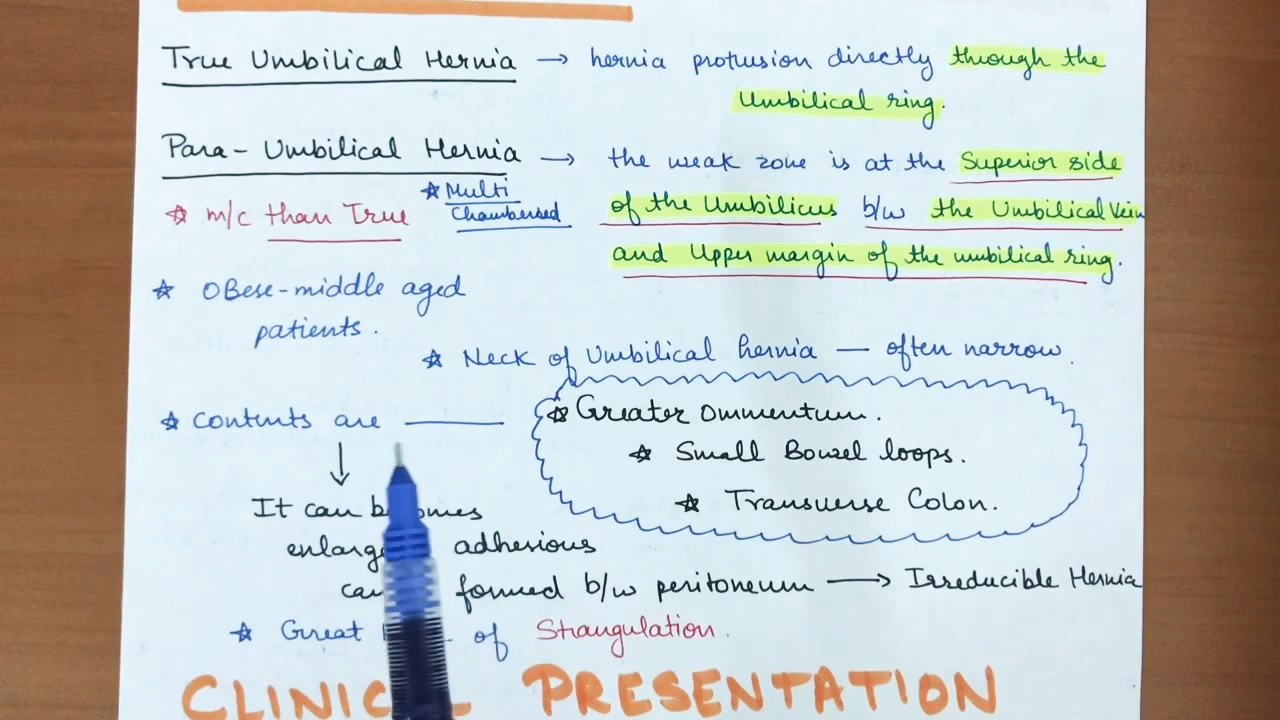 True Umbilical Hernia → hernia protrusion directly through the
Umbilical ring.
Para-Umbilical Hernia → the weak zone is at the Superior side
☆ m/c than True
☆ Multi
Chambered
of the Umbilicus b/w the Umbilical Vein
and Upper margin of the umbilical ring.
☆ OBese-middle aged
patients.
☆ Neck of Umbilical hernia — often narrow.
☆ Contents are ——
☆ Greater Ommentum.
☆ Small Bowel loops.
☆ Transverse Colon.
↓
It can
enlarg adhesions
formed b/w peritoneum → Irreducible Hernia
☆ Great of Strangulation.
CLINICAL PRESENTATION